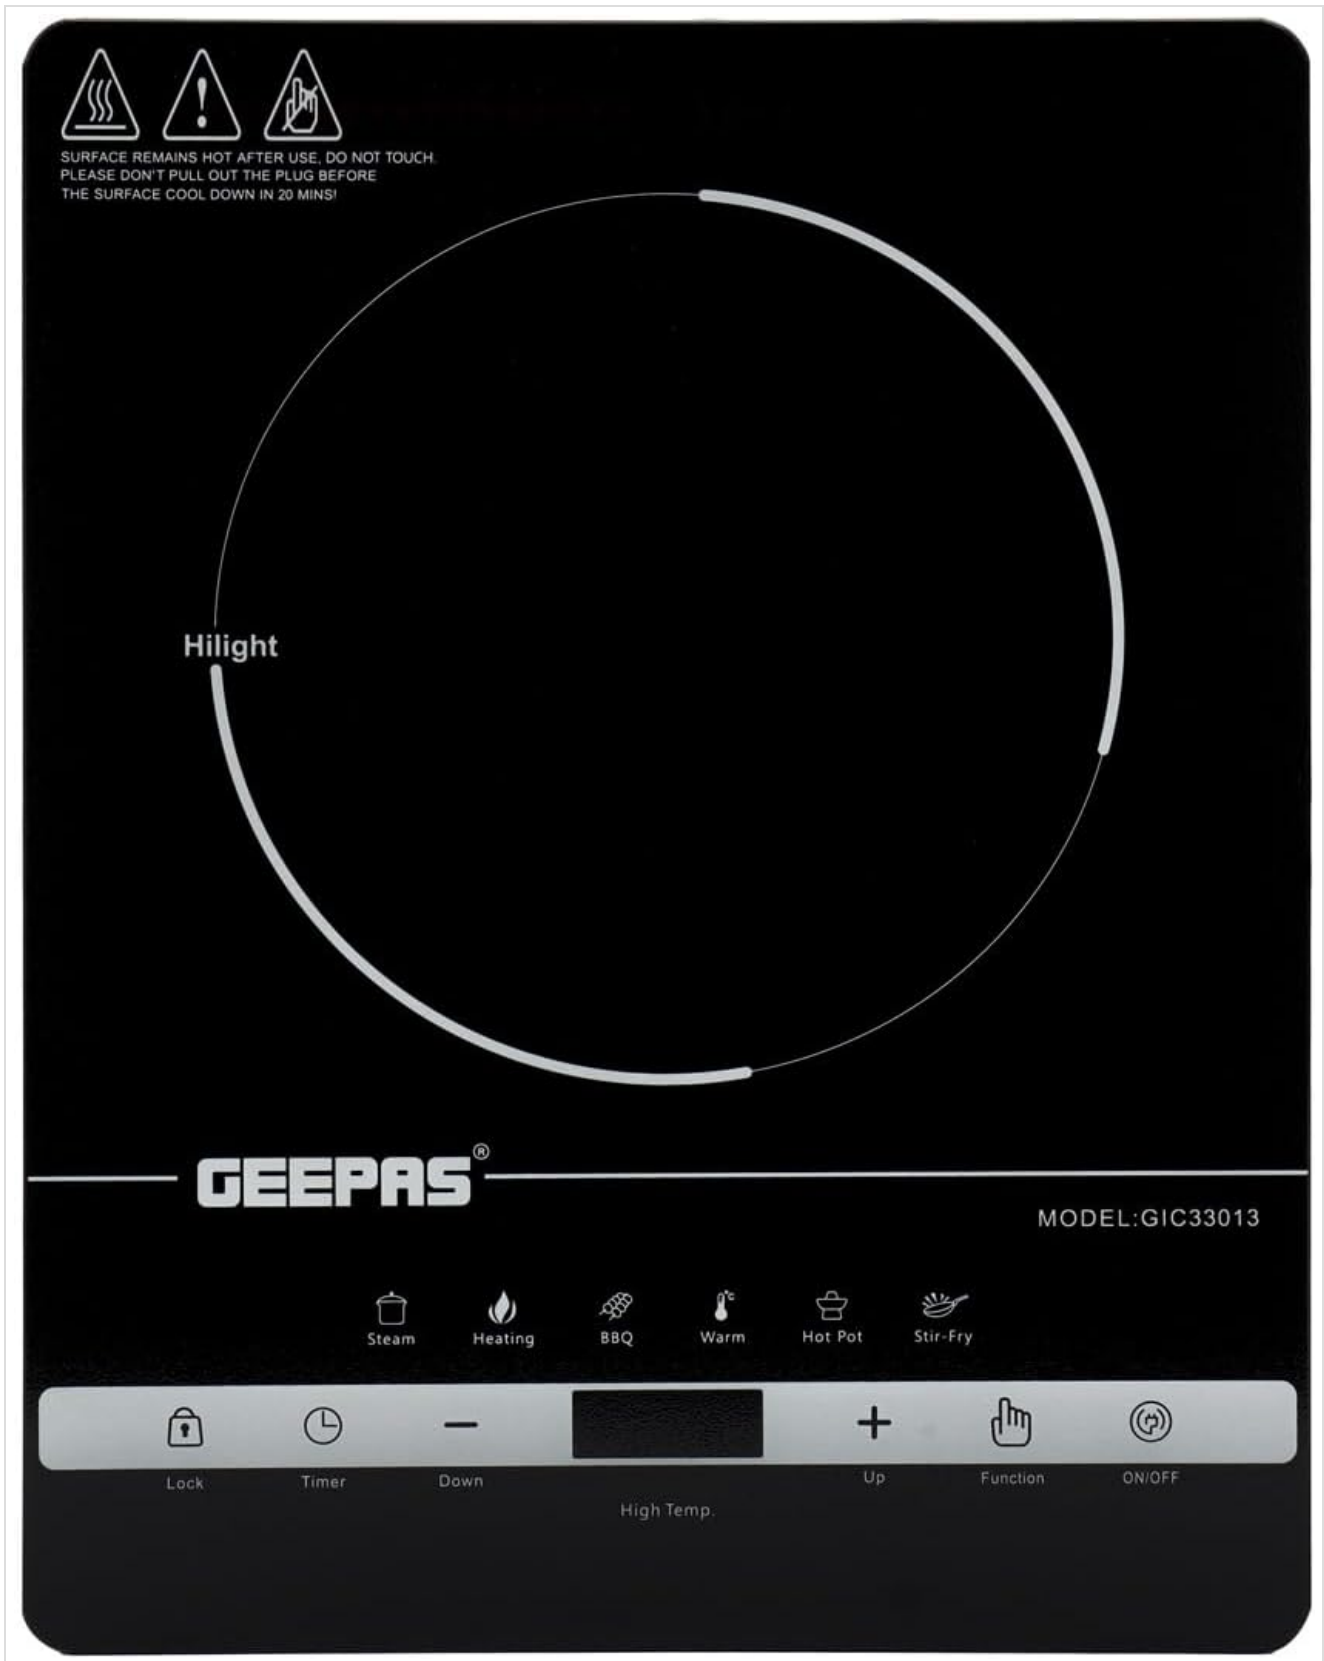 SURFACE REMAINS HOT AFTER USE, DO NOT TOUCH.
PLEASE DON'T PULL OUT THE PLUG BEFORE
THE SURFACE COOL DOWN IN 20 MINS!
Hilight
GEEPAS®
MODEL:GIC33013
Steam Heating BBQ Warm Hot Pot Stir-Fry
Lock Timer Down Up Function ON/OFF
High Temp.